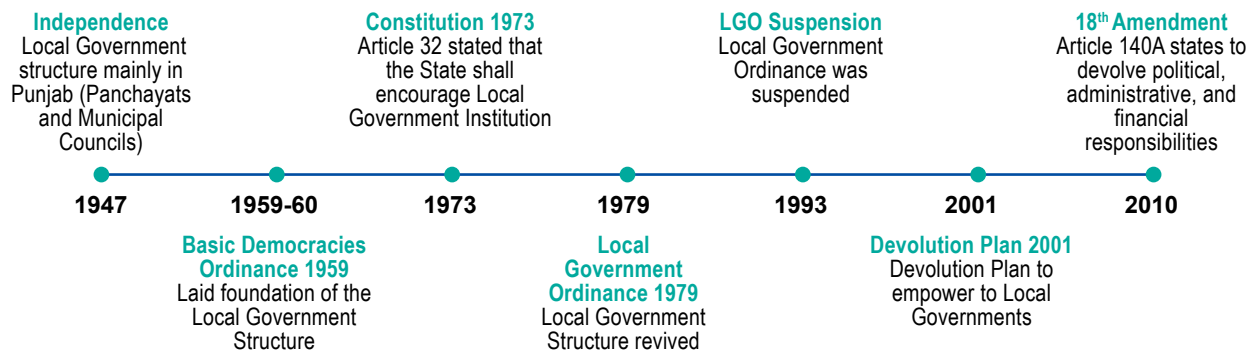 Independence
Local Government
structure mainly in
Punjab (Panchayats
and Municipal
Councils)
Constitution 1973
Article 32 stated that
the State shall
encourage Local
Government Institution
LGO Suspension
Local Government
Ordinance was
suspended
18th Amendment
Article 140A states to
devolve political,
administrative, and
financial
responsibilities
1947
1959-60
1973
1979
1993
2001
2010
Basic Democracies
Ordinance 1959
Laid foundation of the
Local Government
Structure
Local
Government
Ordinance 1979
Local Government
Structure revived
Devolution Plan 2001
Devolution Plan to
empower to Local
Governments